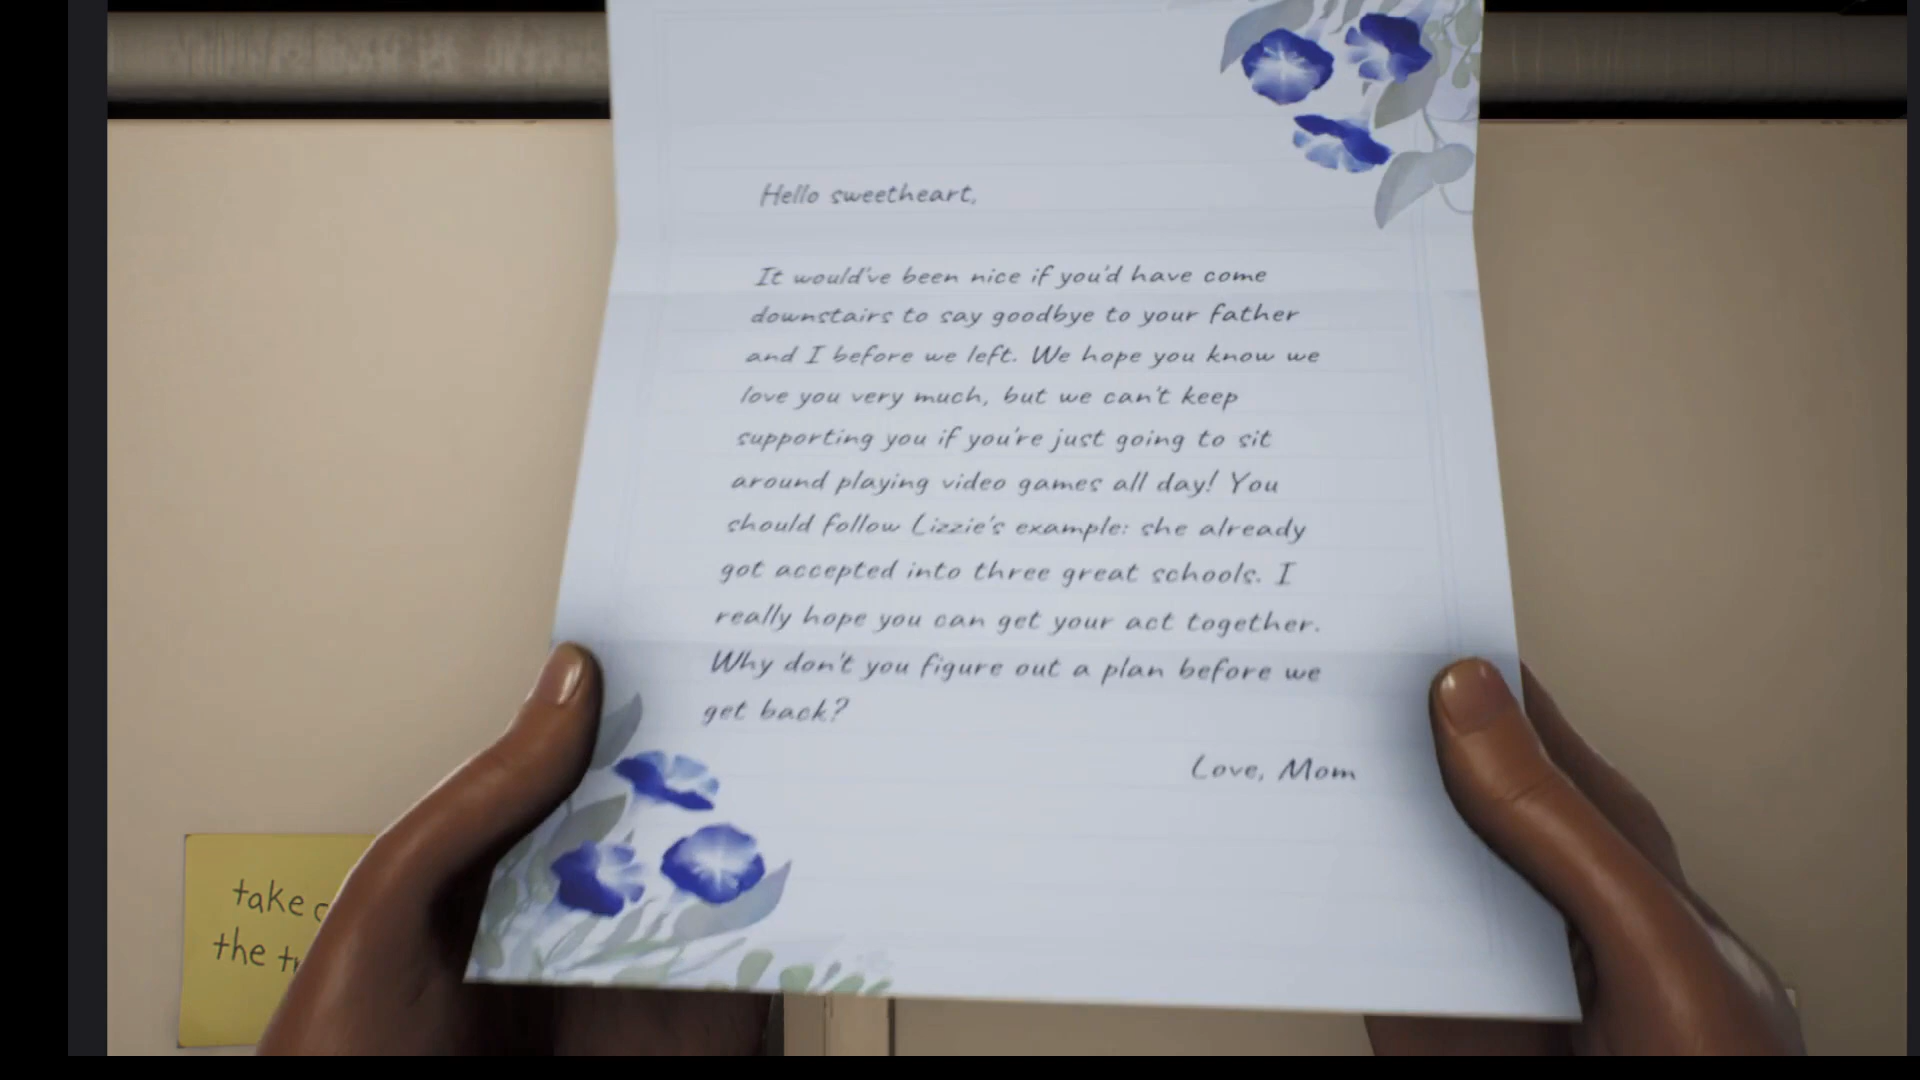 Hello sweetheart,
It would've been nice if you'd have come
downstairs to say goodbye to your father
and I before we left. We hope you know we
love you very much, but we can't keep
supporting you if you're just going to sit
around playing video games all day! You
should follow Lizzie's example: she already
got accepted into three great schools. I
really hope you can get your act together.
Why don't you figure out a plan before we
get back?
Love, Mom
take
the